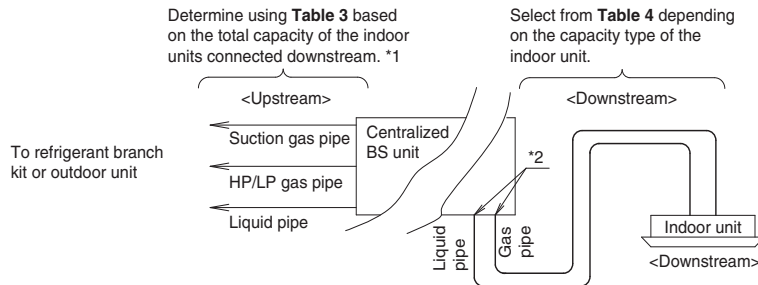 Determine using Table 3 based
on the total capacity of the indoor
units connected downstream. *1
Select from Table 4 depending
on the capacity type of the
indoor unit.
<Upstream>
<Downstream>
To refrigerant branch
kit or outdoor unit
Suction gas pipe
HP/LP gas pipe
Liquid pipe
Centralized
BS unit
*2
Liquid
pipe
Gas
pipe
Indoor unit
<Downstream>